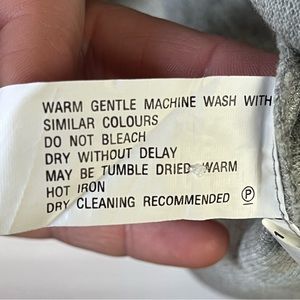 WARM GENTLE MACHINE WASH WITH
SIMILAR COLOURS
DO NOT BLEACH
DRY WITHOUT DELAY
MAY BE TUMBLE DRIED WARM
HOT IRON
DRY CLEANING RECOMMENDED Ⓟ